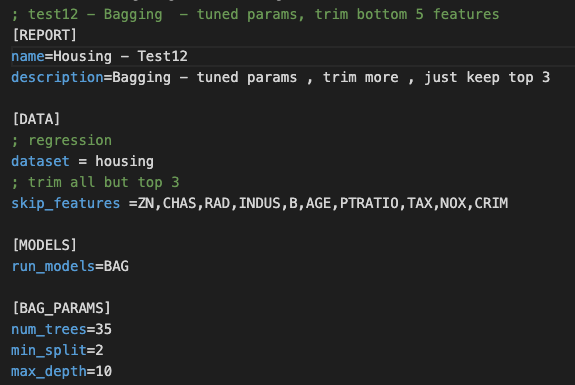 ; test12 - Bagging  - tuned params, trim bottom 5 features
[REPORT]
name=Housing - Test12
description=Bagging - tuned params , trim more , just keep top 3
[DATA]
; regression
dataset = housing
; trim all but top 3
skip_features =ZN,CHAS,RAD,INDUS,B,AGE,PTRATIO,TAX,NOX,CRIM
[MODELS]
run_models=BAG
[BAG_PARAMS]
num_trees=35
min_split=2
max_depth=10